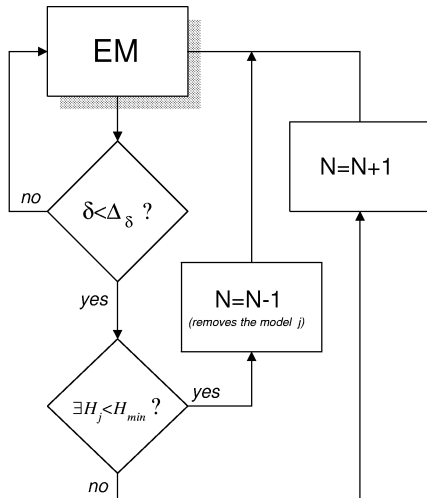 EM
N=N+1
no
δ<Δδ ?
yes
N=N-1
(removes the model j)
yes
∃Hj<Hmin ?
no